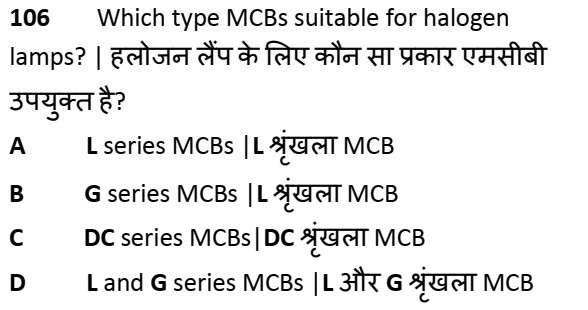 106 Which type MCBs suitable for halogen
lamps? | हलोजन लैंप के लिए कौन सा प्रकार एमसीबी
उपयुक्त है?
A L series MCBs |L श्रृंखला MCB
B G series MCBs |L श्रृंखला MCB
C DC series MCBs|DC श्रृंखला MCB
D L and G series MCBs |L और G श्रृंखला MCB